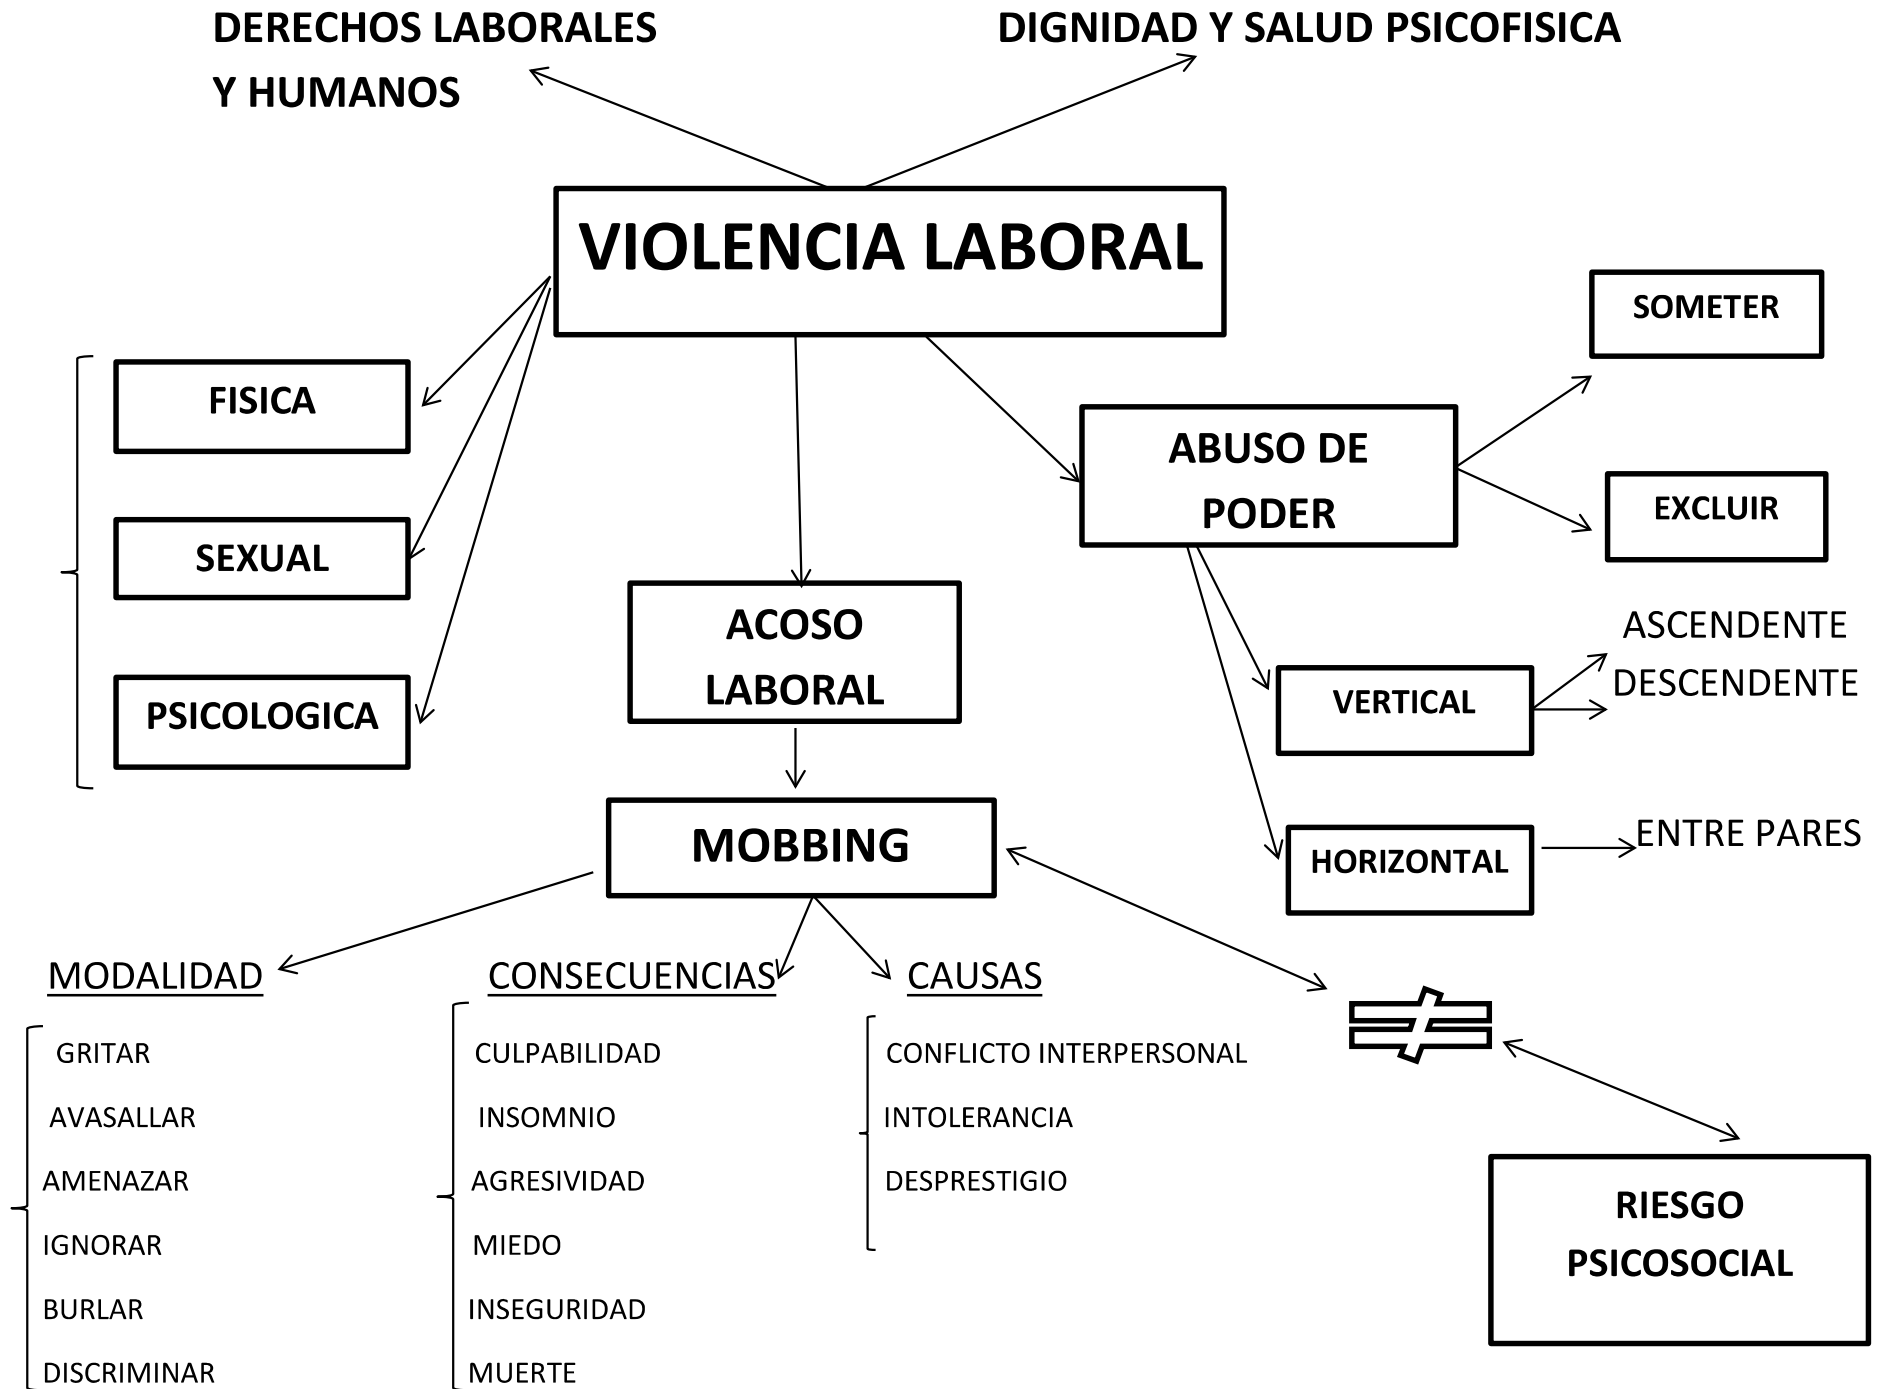 DERECHOS LABORALES
Y HUMANOS
DIGNIDAD Y SALUD PSICOFISICA
VIOLENCIA LABORAL
FISICA
SEXUAL
PSICOLOGICA
ACOSO
LABORAL
ABUSO DE
PODER
SOMETER
EXCLUIR
VERTICAL
ASCENDENTE
DESCENDENTE
HORIZONTAL
ENTRE PARES
MOBBING
MODALIDAD
GRITAR
AVASALLAR
AMENAZAR
IGNORAR
BURLAR
DISCRIMINAR
CONSECUENCIAS
CULPABILIDAD
INSOMNIO
AGRESIVIDAD
MIEDO
INSEGURIDAD
MUERTE
CAUSAS
CONFLICTO INTERPERSONAL
INTOLERANCIA
DESPRESTIGIO
≠
RIESGO
PSICOSOCIAL